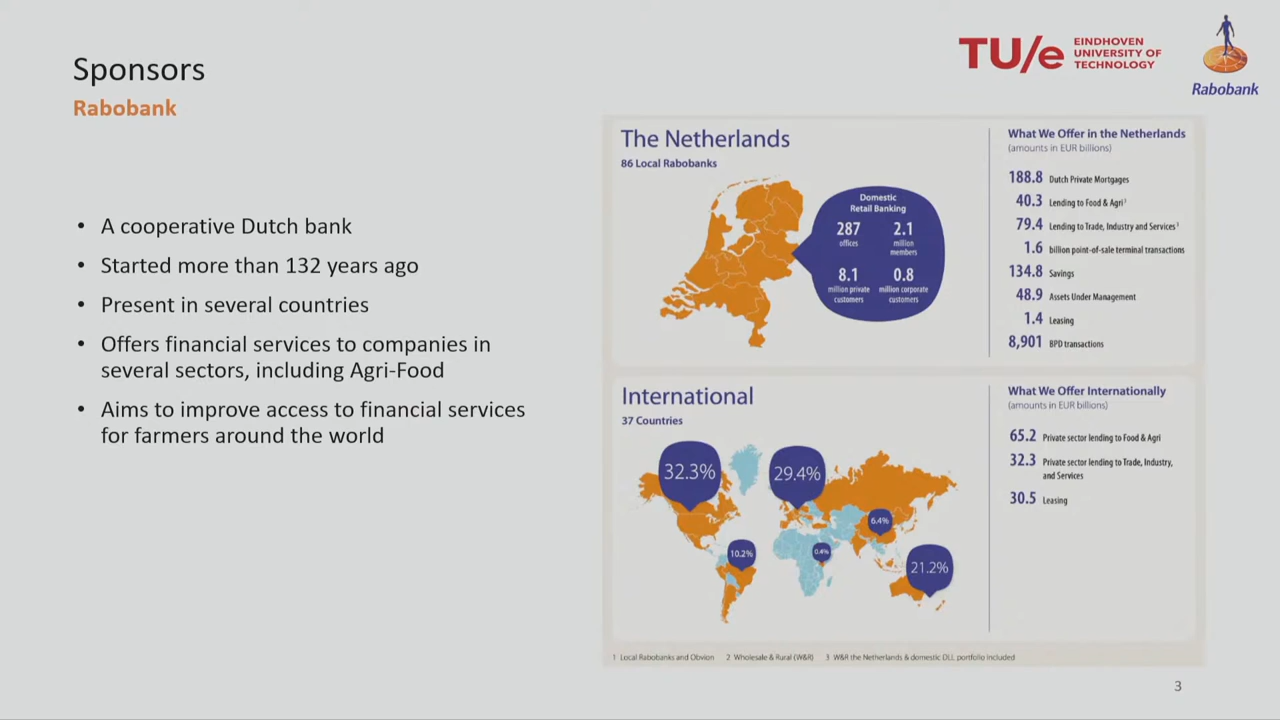 Sponsors
Rabobank
TU/e EINDHOVEN
UNIVERSITY OF
TECHNOLOGY
Rabobank
• A cooperative Dutch bank
• Started more than 132 years ago
• Present in several countries
• Offers financial services to companies in
several sectors, including Agri-Food
• Aims to improve access to financial services
for farmers around the world
The Netherlands
86 Local Rabobanks
Domestic
Retail Banking
287 2.1
offices million
members
8.1 0.8
million private million corporate
customers customers
What We Offer in the Netherlands
(amounts in EUR billions)
188.8 Dutch Private Mortgages
40.3 Lending to Food & Agri²
79.4 Lending to Trade, Industry and Services³
1.6 billion point-of-sale terminal transactions
134.8 Savings
48.9 Assets Under Management
1.4 Leasing
8,901 BPD transactions
International
37 Countries
32.3%
29.4%
6.4%
10.2%
0.4%
21.2%
What We Offer Internationally
(amounts in EUR billions)
65.2 Private sector lending to Food & Agri
32.3 Private sector lending to Trade, Industry,
and Services
30.5 Leasing
1 Local Rabobanks and Obvion 2 Wholesale & Rural (W&R) 3 W&R the Netherlands & domestic DLL portfolio included
3